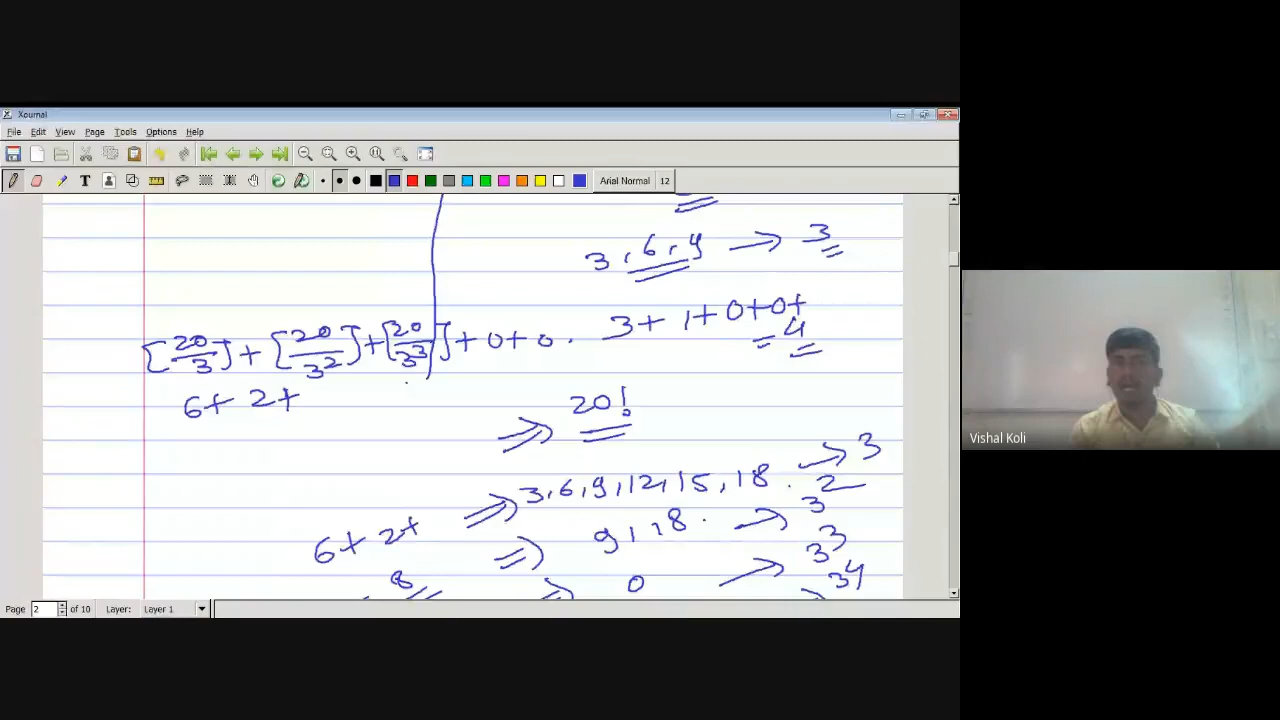 Xournal
File Edit View Page Tools Options Help
Arial Normal 12
3, 6, 9 → 3
3 + 1 + 0 + 0 +
= 4
[20/3] + [20/3²] + [20/3³] + 0 + 0 .
6 + 2 +
⇒ 20!
⇒ 3, 6, 9, 12, 15, 18 . → 3
6 + 2 +
⇒ 9, 18 . → 3²
8
⇒ 0 → 3³
3⁴
Page 2 of 10 Layer: Layer 1
Vishal Koli